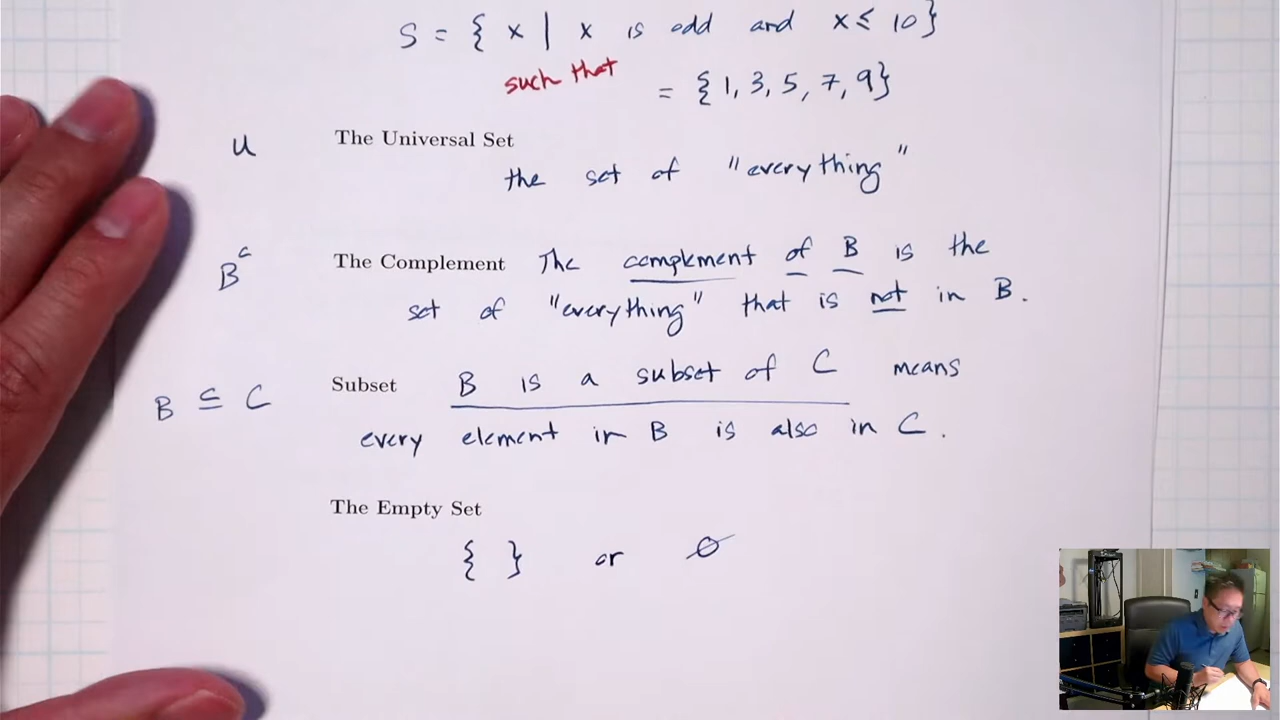 S = { x | x is odd and x ≤ 10 }
such that
= { 1, 3, 5, 7, 9 }
U The Universal Set
the set of "everything"
Bᶜ The Complement The complement of B is the
set of "everything" that is not in B.
B ⊆ C Subset B is a subset of C means
every element in B is also in C.
The Empty Set
{ } or ∅